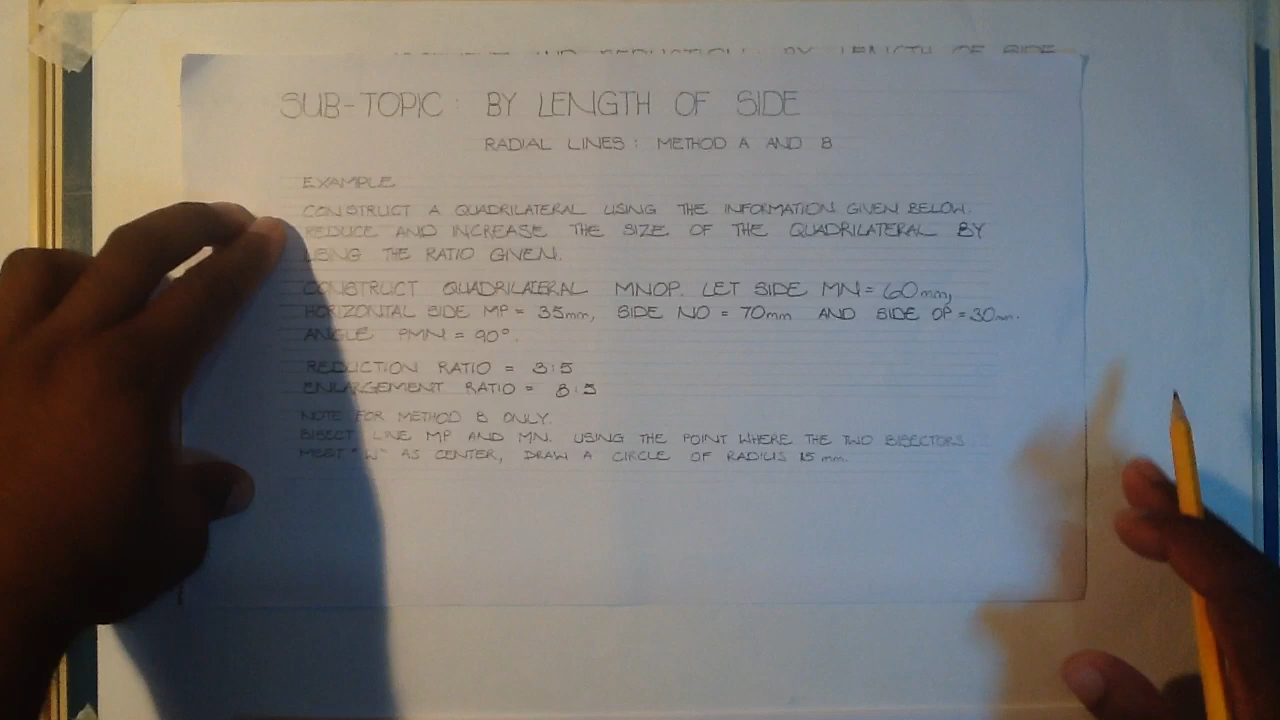 BY LENGTH OF SIDE
SUB-TOPIC : BY LENGTH OF SIDE
RADIAL LINES : METHOD A AND B
EXAMPLE
CONSTRUCT A QUADRILATERAL USING THE INFORMATION GIVEN BELOW.
REDUCE AND INCREASE THE SIZE OF THE QUADRILATERAL BY
USING THE RATIO GIVEN.
CONSTRUCT QUADRILATERAL MNOP. LET SIDE MN = 60mm,
HORIZONTAL SIDE MP = 35mm, SIDE NO = 70mm AND SIDE OP = 30mm.
ANGLE PMN = 90°.
REDUCTION RATIO = 3:5
ENLARGEMENT RATIO = 8:5
NOTE FOR METHOD B ONLY.
BISECT LINE MP AND MN. USING THE POINT WHERE THE TWO BISECTORS
MEET "W" AS CENTER, DRAW A CIRCLE OF RADIUS 15 mm.